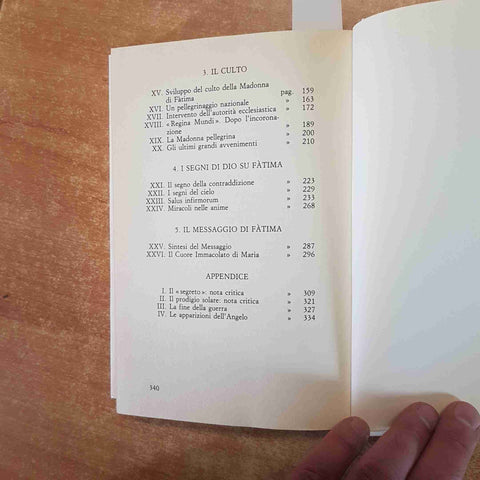 3. IL CULTO
XV. Sviluppo del culto della Madonna di Fàtima pag. 159
XVI. Un pellegrinaggio nazionale » 163
XVII. Intervento dell'autorità ecclesiastica » 172
XVIII. «Regina Mundi». Dopo l'incoronazione » 189
XIX. La Madonna pellegrina » 200
XX. Gli ultimi grandi avvenimenti » 210
4. I SEGNI DI DIO SU FÀTIMA
XXI. Il segno della contraddizione » 223
XXII. I segni del cielo » 229
XXIII. Salus infirmorum » 233
XXIV. Miracoli nelle anime » 268
5. IL MESSAGGIO DI FÀTIMA
XXV. Sintesi del Messaggio » 287
XXVI. Il Cuore Immacolato di Maria » 296
APPENDICE
I. Il «segreto»: nota critica » 309
II. Il prodigio solare: nota critica » 321
III. La fine della guerra » 327
IV. Le apparizioni dell'Angelo » 334
340